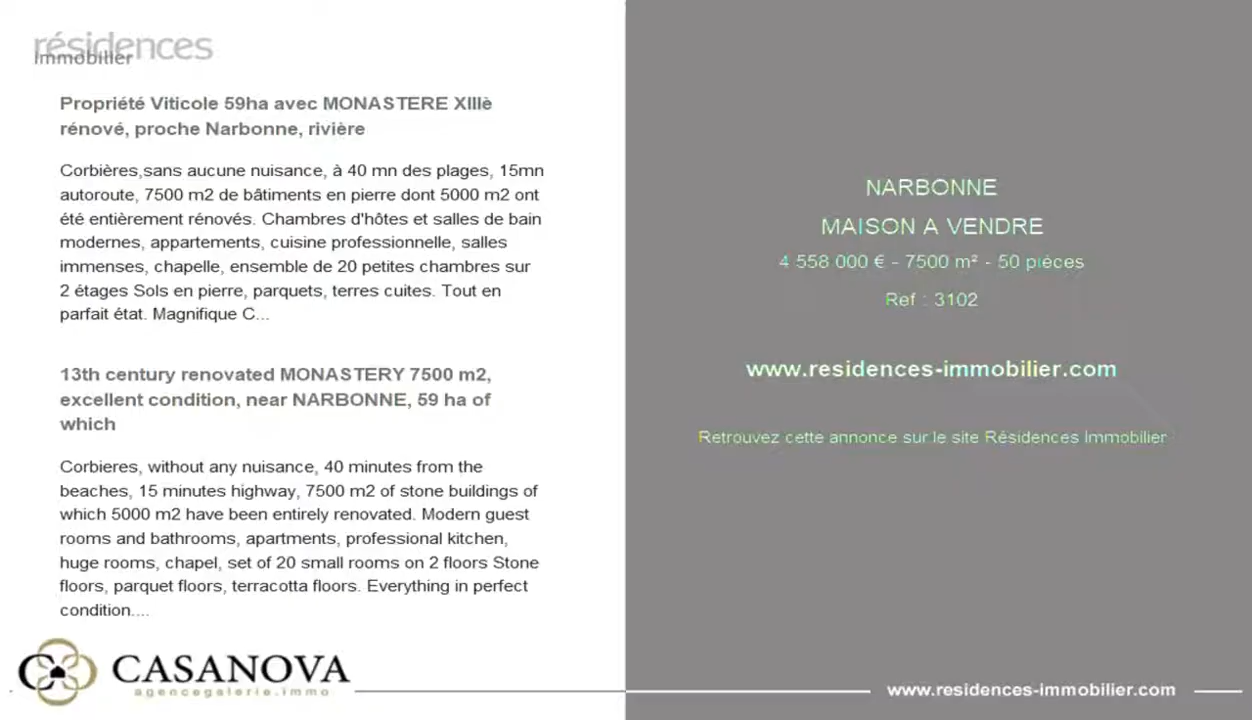 résidences
Immobilier
Propriété Viticole 59ha avec MONASTERE XIIIè
rénové, proche Narbonne, rivière
Corbières,sans aucune nuisance, à 40 mn des plages, 15mn
autoroute, 7500 m2 de bâtiments en pierre dont 5000 m2 ont
été entièrement rénovés. Chambres d'hôtes et salles de bain
modernes, appartements, cuisine professionnelle, salles
immenses, chapelle, ensemble de 20 petites chambres sur
2 étages Sols en pierre, parquets, terres cuites. Tout en
parfait état. Magnifique C...
13th century renovated MONASTERY 7500 m2,
excellent condition, near NARBONNE, 59 ha of
which
Corbieres, without any nuisance, 40 minutes from the
beaches, 15 minutes highway, 7500 m2 of stone buildings of
which 5000 m2 have been entirely renovated. Modern guest
rooms and bathrooms, apartments, professional kitchen,
huge rooms, chapel, set of 20 small rooms on 2 floors Stone
floors, parquet floors, terracotta floors. Everything in perfect
condition....
CASANOVA
agencegalerie.immo
NARBONNE
MAISON A VENDRE
4 558 000 € - 7500 m² - 50 pièces
Ref : 3102
www.residences-immobilier.com
Retrouvez cette annonce sur le site Résidences Immobilier
www.residences-immobilier.com